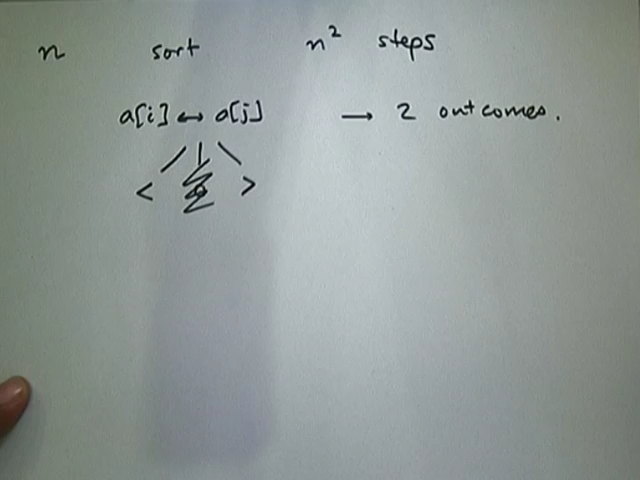 n sort n² steps
a[i] ↔ a[j] → 2 outcomes.
< >